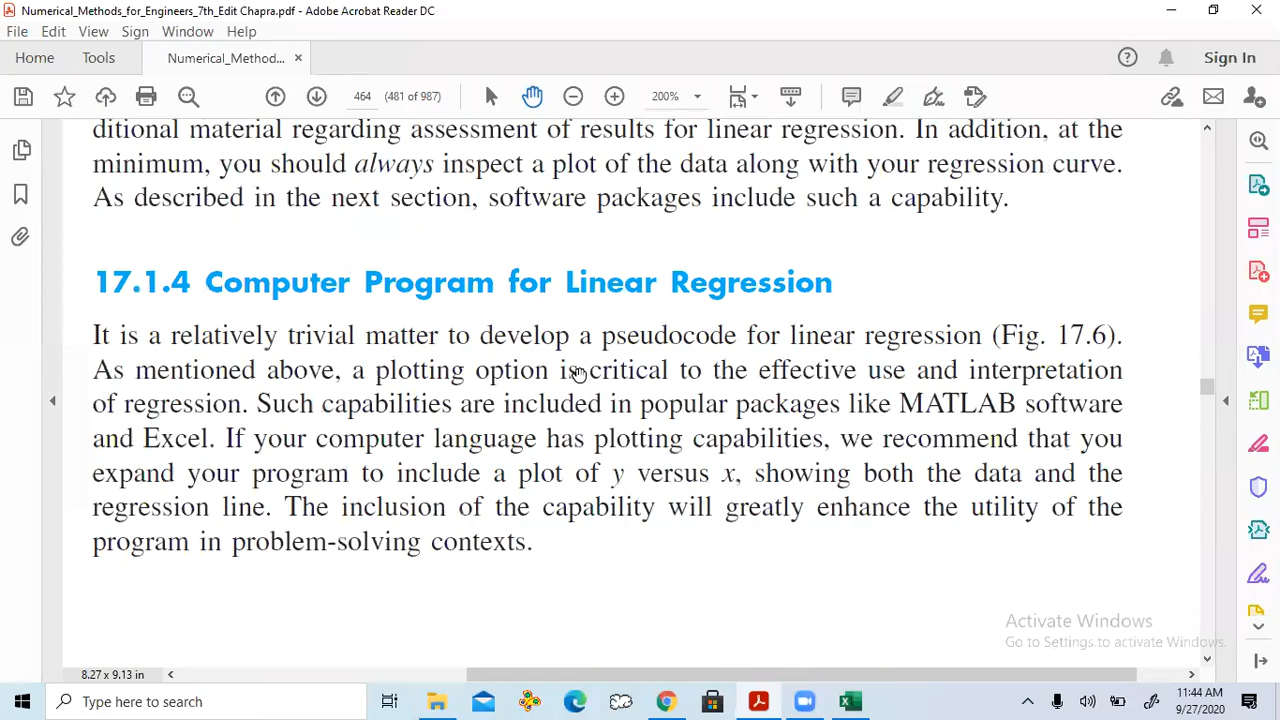 Numerical_Methods_for_Engineers_7th_Edit Chapra.pdf - Adobe Acrobat Reader DC
File Edit View Sign Window Help
Home Tools Numerical_Method... × Sign In
464 (481 of 987) 200%
ditional material regarding assessment of results for linear regression. In addition, at the
minimum, you should always inspect a plot of the data along with your regression curve.
As described in the next section, software packages include such a capability.
17.1.4 Computer Program for Linear Regression
It is a relatively trivial matter to develop a pseudocode for linear regression (Fig. 17.6).
As mentioned above, a plotting option is critical to the effective use and interpretation
of regression. Such capabilities are included in popular packages like MATLAB software
and Excel. If your computer language has plotting capabilities, we recommend that you
expand your program to include a plot of y versus x, showing both the data and the
regression line. The inclusion of the capability will greatly enhance the utility of the
program in problem-solving contexts.
Activate Windows
Go to Settings to activate Windows.
8.27 x 9.13 in
Type here to search
11:44 AM
9/27/2020